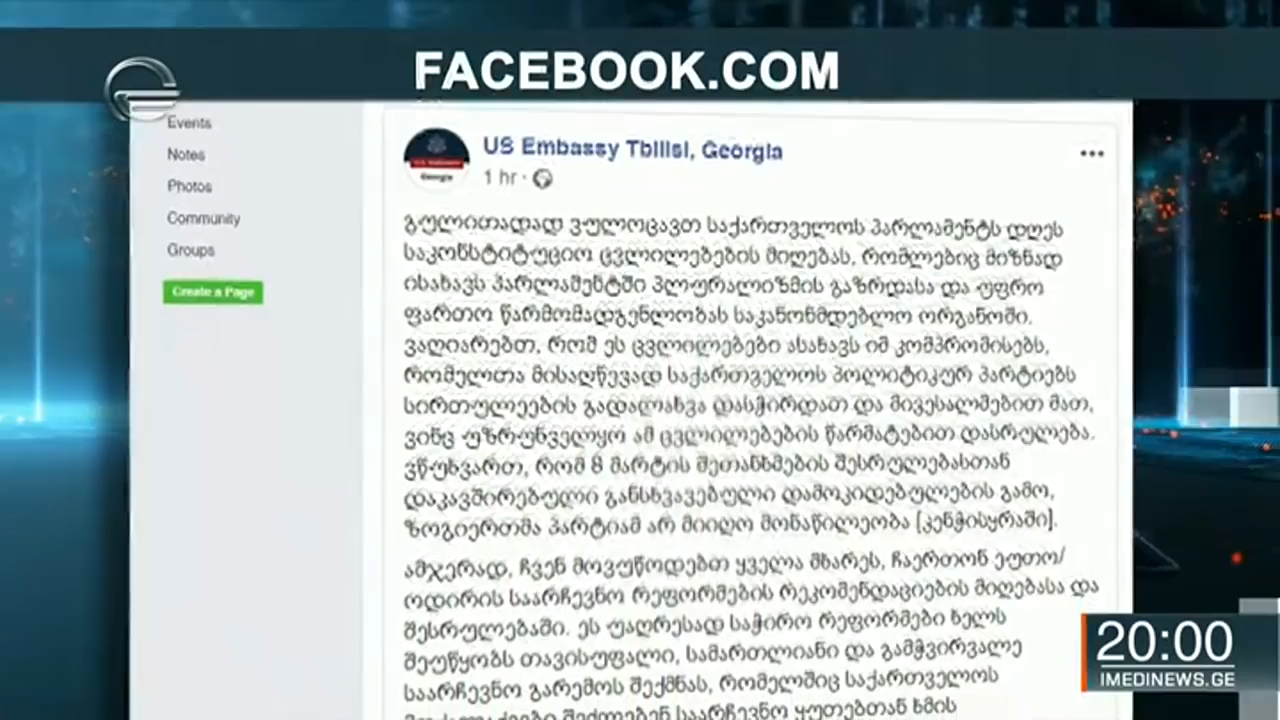 FACEBOOK.COM
Events
Notes
Photos
Community
Groups
Create a Page
US Embassy Tbilisi, Georgia
1 hr
გულითადად ვულოცავთ საქართველოს პარლამენტს დღეს
საკონსტიტუციო ცვლილებების მიღებას, რომლებიც მიზნად
ისახავს პარლამენტში პლურალიზმის გაზრდასა და უფრო
ფართო წარმომადგენლობას საკანონმდებლო ორგანოში.
ვაღიარებთ, რომ ეს ცვლილებები ასახავს იმ კომპრომისებს,
რომელთა მისაღწევად საქართველოს პოლიტიკურ პარტიებს
სირთულეების გადალახვა დასჭირდათ და მივესალმებით მათ,
ვინც უზრუნველყო ამ ცვლილებების წარმატებით დასრულება.
ვწუხვართ, რომ 8 მარტის შეთანხმების შესრულებასთან
დაკავშირებული განსხვავებული დამოკიდებულების გამო,
ზოგიერთმა პარტიამ არ მიიღო მონაწილეობა [კენჭისყრაში].
ამჯერად, ჩვენ მოვუწოდებთ ყველა მხარეს, ჩაერთონ ეუთო/
ოდირის საარჩევნო რეფორმების რეკომენდაციების მიღებასა და
შესრულებაში. ეს უაღრესად საჭირო რეფორმები ხელს
შეუწყობს თავისუფალი, სამართლიანი და გამჭვირვალე
საარჩევნო გარემოს შექმნას, რომელშიც საქართველოს
მოქალაქეები შეძლებენ საარჩევნო ყუთებთან ხმის
20:00
IMEDINEWS.GE